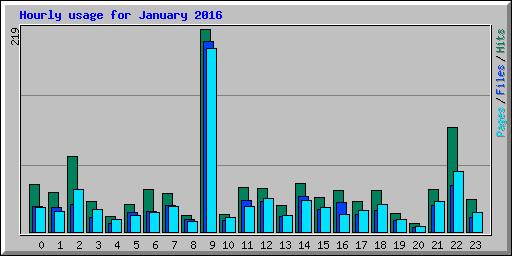 Hourly usage for January 2016
219
Pages/Files/Hits
0 1 2 3 4 5 6 7 8 9 10 11 12 13 14 15 16 17 18 19 20 21 22 23